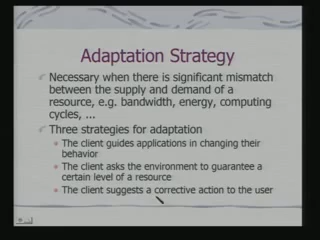 Adaptation Strategy
Necessary when there is significant mismatch
between the supply and demand of a
resource, e.g. bandwidth, energy, computing
cycles, ...
Three strategies for adaptation
The client guides applications in changing their
behavior
The client asks the environment to guarantee a
certain level of a resource
The client suggests a corrective action to the user